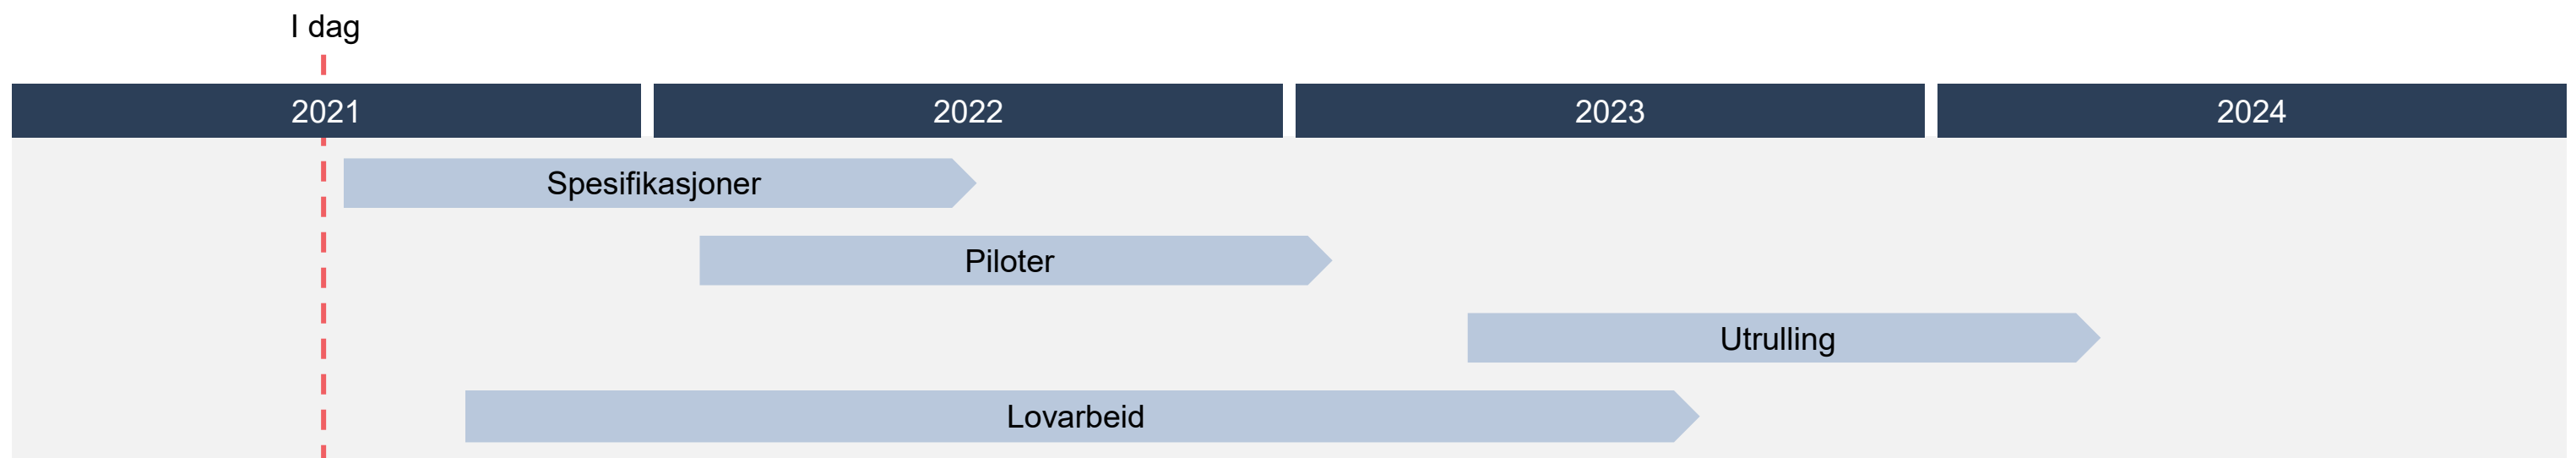 I dag
2021 2022 2023 2024
Spesifikasjoner
Piloter
Utrulling
Lovarbeid